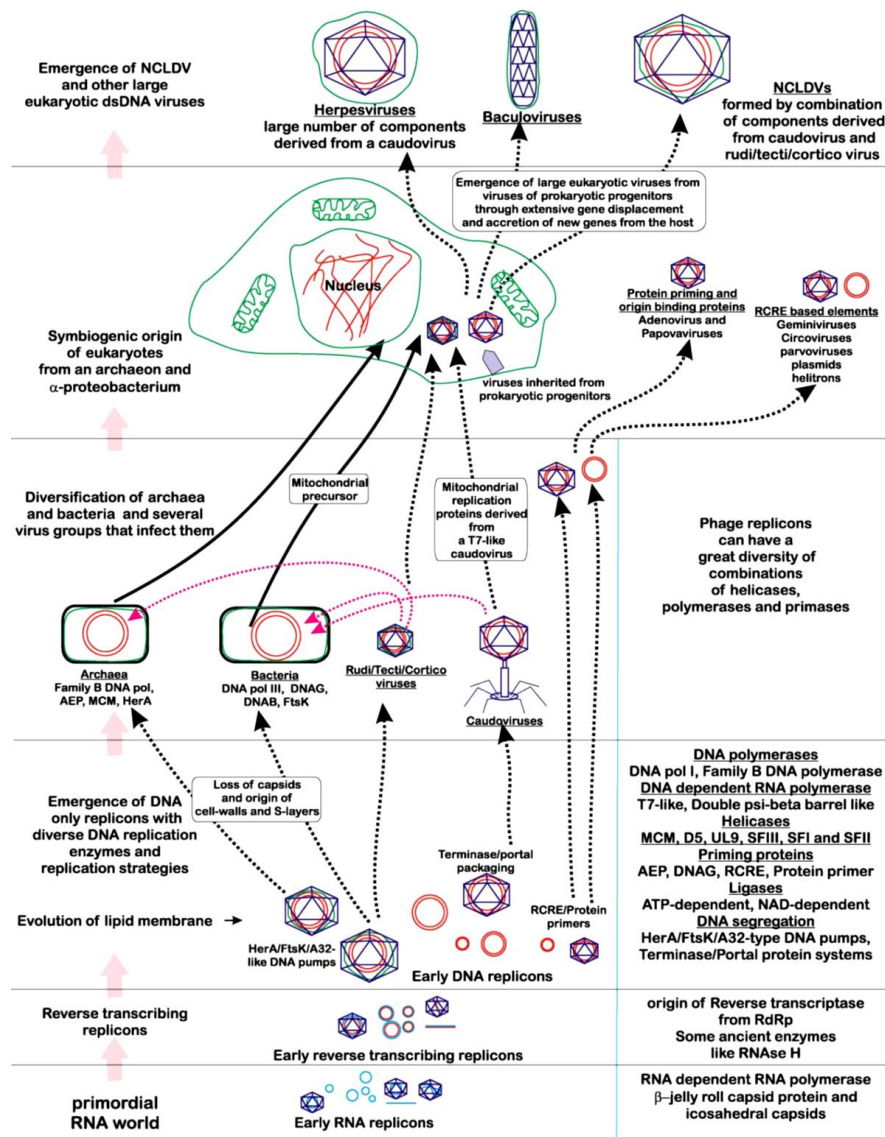 Emergence of NCLDV
and other large
eukaryotic dsDNA viruses
Herpesviruses
large number of components
derived from a caudovirus
Baculoviruses
NCLDVs
formed by combination
of components derived
from caudovirus and
rudi/tecti/cortico virus
Emergence of large eukaryotic viruses from
viruses of prokaryotic progenitors
through extensive gene displacement
and accretion of new genes from the host
Nucleus
Symbiogenic origin
of eukaryotes
from an archaeon and
α-proteobacterium
viruses inherited from
prokaryotic progenitors
Protein priming and
origin binding proteins
Adenovirus and
Papovaviruses
RCRE based elements
Geminiviruses
Circoviruses
parvoviruses
plasmids
helitrons
Diversification of archaea
and bacteria and several
virus groups that infect them
Mitochondrial
precursor
Mitochondrial
replication
proteins derived
from
a T7-like
caudovirus
Phage replicons
can have a
great diversity of
combinations
of helicases,
polymerases and primases
Archaea
Family B DNA pol,
AEP, MCM, HerA
Bacteria
DNA pol III, DNAG,
DNAB, FtsK
Rudi/Tecti/Cortico
viruses
Caudoviruses
Emergence of DNA
only replicons with
diverse DNA replication
enzymes and
replication strategies
Loss of capsids
and origin of
cell-walls and S-layers
Evolution of lipid membrane
HerA/FtsK/A32-
like DNA pumps
Terminase/portal
packaging
RCRE/Protein
primers
Early DNA replicons
DNA polymerases
DNA pol I, Family B DNA polymerase
DNA dependent RNA polymerase
T7-like, Double psi-beta barrel like
Helicases
MCM, D5, UL9, SFIII, SFI and SFII
Priming proteins
AEP, DNAG, RCRE, Protein primer
Ligases
ATP-dependent, NAD-dependent
DNA segregation
HerA/FtsK/A32-type DNA pumps,
Terminase/Portal protein systems
Reverse transcribing
replicons
Early reverse transcribing replicons
origin of Reverse transcriptase
from RdRp
Some ancient enzymes
like RNAse H
primordial
RNA world
Early RNA replicons
RNA dependent RNA polymerase
β–jelly roll capsid protein and
icosahedral capsids